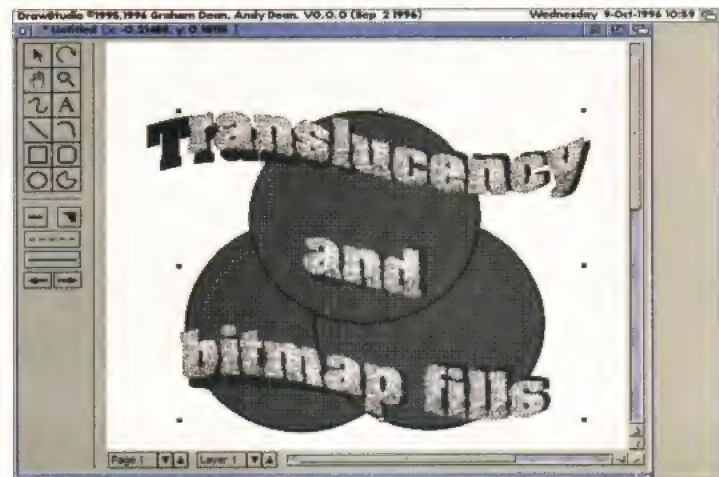 DrawStudio ©1995,1996 Graham Dean, Andy Dean. V0.0.0 (Sep 2 1996) Wednesday 9-Oct-1996 10:59
* Untitled
A
Translucency
and
bitmap fills
Page 1 Layer 1